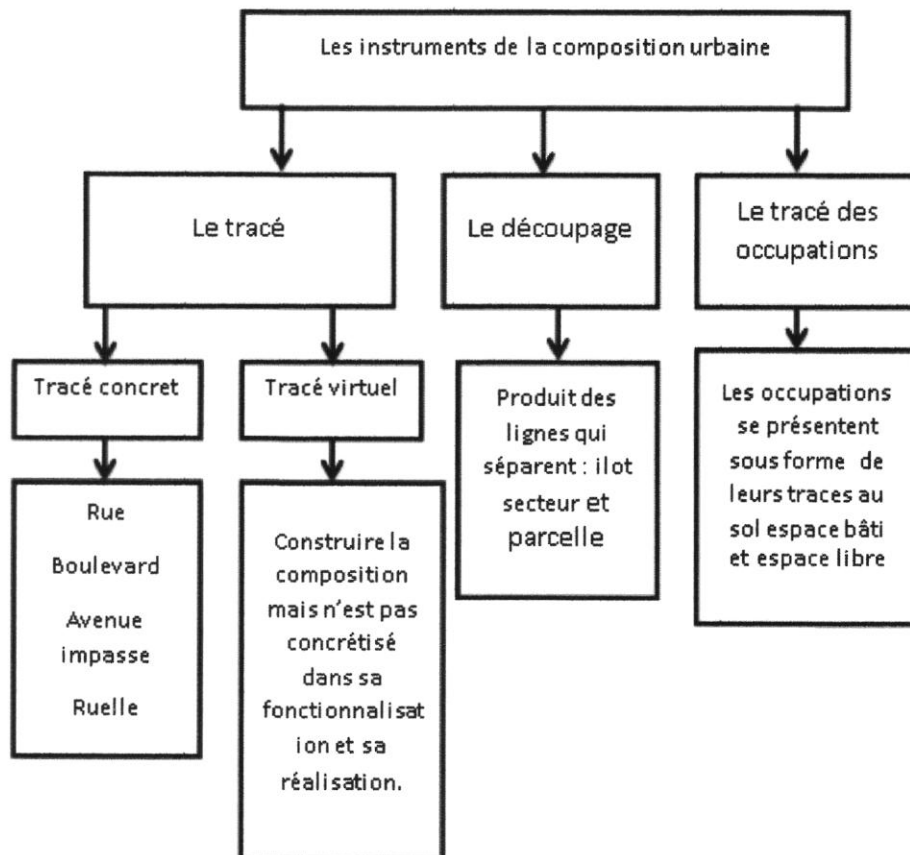 Les instruments de la composition urbaine
Le tracé
Le découpage
Le tracé des
occupations
Tracé concret
Tracé virtuel
Rue
Boulevard
Avenue
impasse
Ruelle
Construire la
composition
mais n'est pas
concrétisé
dans sa
fonctionnalisat
ion et sa
réalisation.
Produit des
lignes qui
séparent : ilot
secteur et
parcelle
Les occupations
se présentent
sous forme de
leurs traces au
sol espace bâti
et espace libre